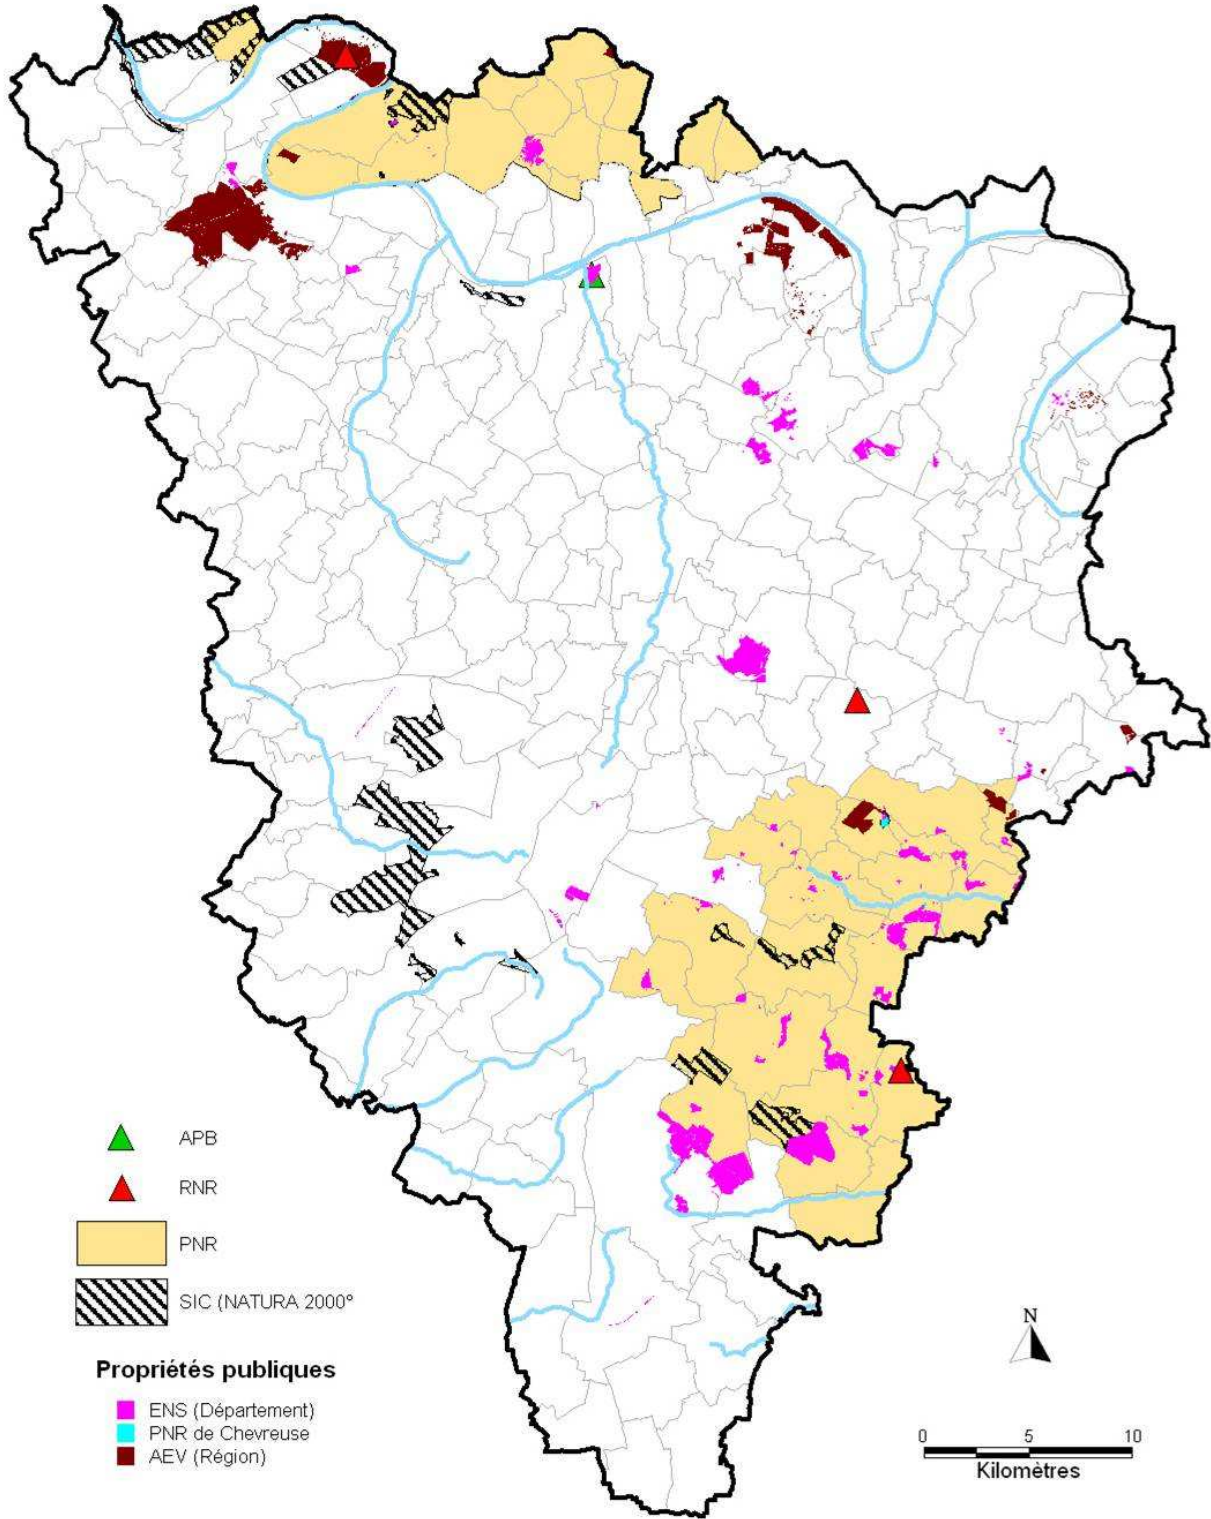 APB
RNR
PNR
SIC (NATURA 2000°
Propriétés publiques
ENS (Département)
PNR de Chevreuse
AEV (Région)
N
0 5 10
Kilomètres